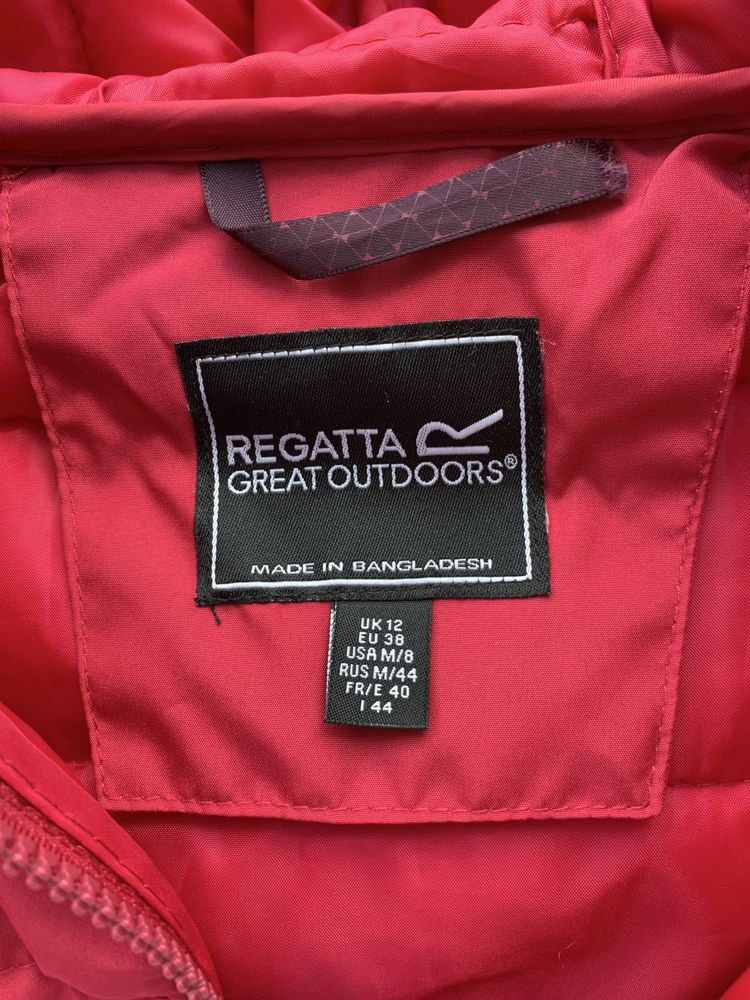 REGATTA
GREAT OUTDOORS®
MADE IN BANGLADESH
UK 12
EU 38
USA M/8
RUS M/44
FR/E 40
I 44